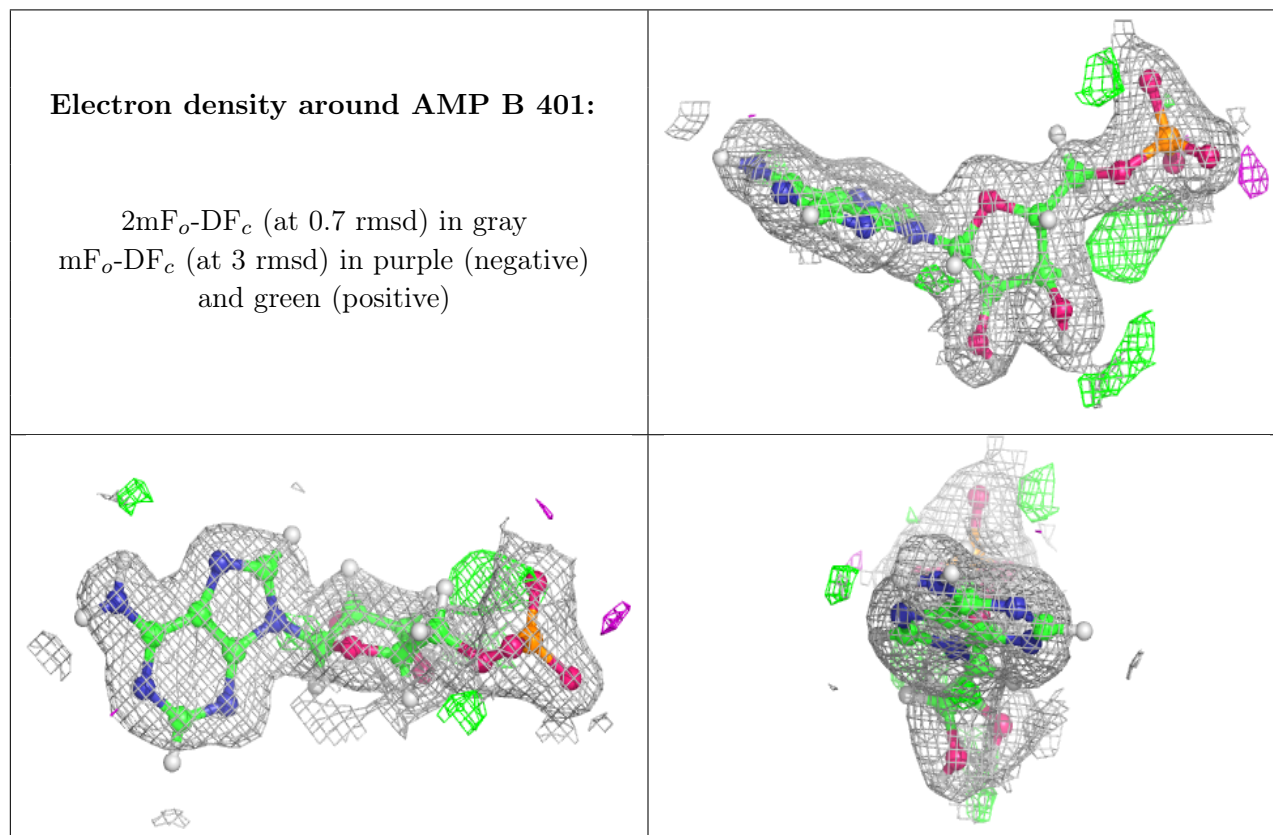 Electron density around AMP B 401:
2mFo-DFc (at 0.7 rmsd) in gray
mFo-DFc (at 3 rmsd) in purple (negative)
and green (positive)